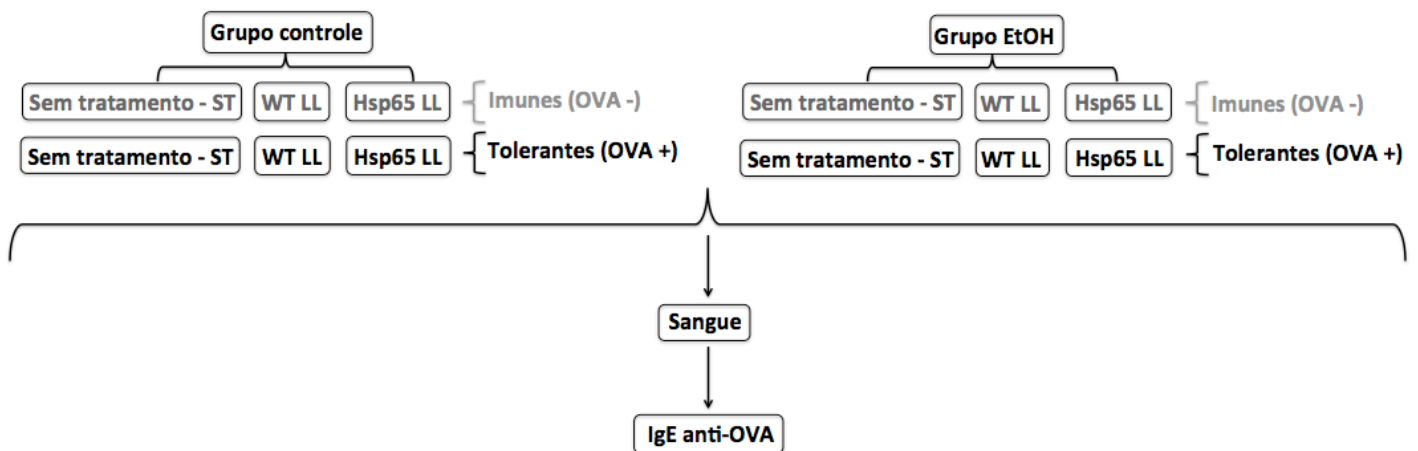 Grupo controle
Grupo EtOH
Sem tratamento - ST WT LL Hsp65 LL Imunes (OVA -)
Sem tratamento - ST WT LL Hsp65 LL Imunes (OVA -)
Sem tratamento - ST WT LL Hsp65 LL Tolerantes (OVA +)
Sem tratamento - ST WT LL Hsp65 LL Tolerantes (OVA +)
Sangue
IgE anti-OVA